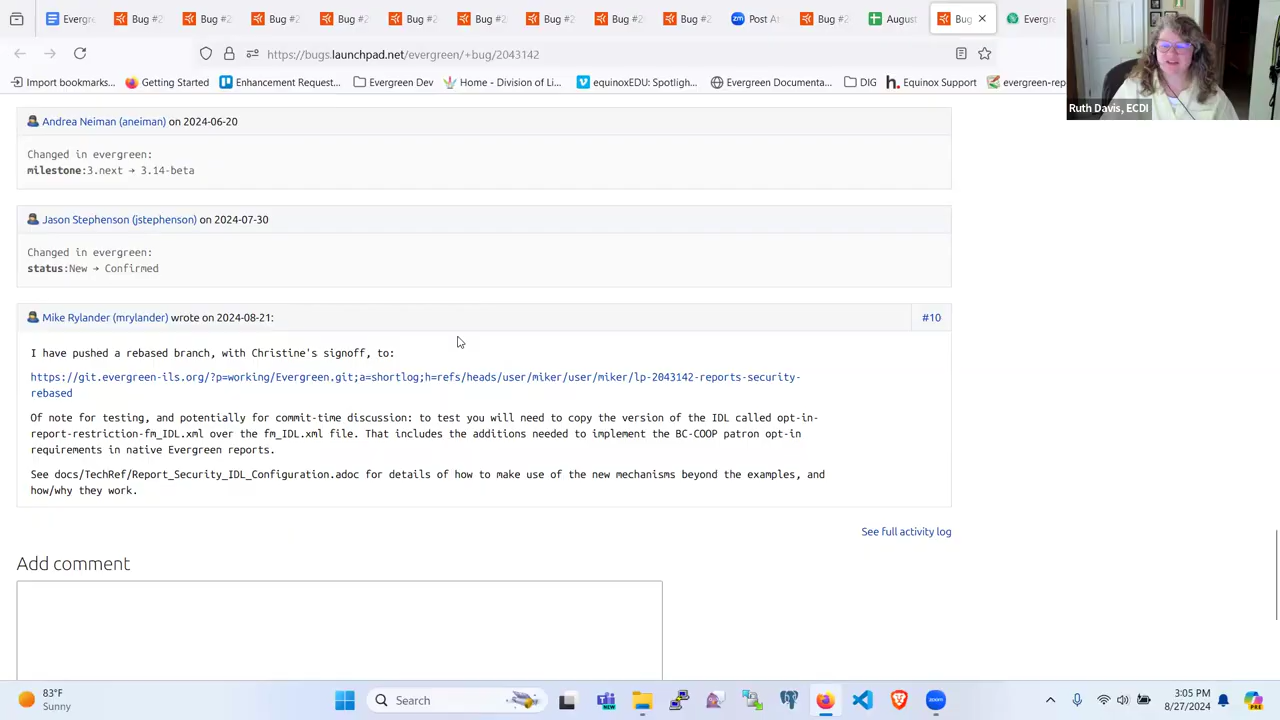 Evergr
Bug #2
Bug #2
Bug #2
Bug #2
Bug #2
Bug #2
Bug #2
Bug #2
Bug #2
Post At
Bug #2
August
Bug
Evergre
https://bugs.launchpad.net/evergreen/+bug/2043142
Import bookmarks...
Getting Started
Enhancement Request...
Evergreen Dev
Home - Division of Li...
equinoxEDU: Spotligh...
Evergreen Documenta...
DIG
Equinox Support
evergreen-rep
Ruth Davis, ECDI
Andrea Neiman (aneiman) on 2024-06-20
Changed in evergreen:
milestone:3.next → 3.14-beta
Jason Stephenson (jstephenson) on 2024-07-30
Changed in evergreen:
status:New → Confirmed
Mike Rylander (mrylander) wrote on 2024-08-21:
#10
I have pushed a rebased branch, with Christine's signoff, to:
https://git.evergreen-ils.org/?p=working/Evergreen.git;a=shortlog;h=refs/heads/user/miker/user/miker/lp-2043142-reports-security-
rebased
Of note for testing, and potentially for commit-time discussion: to test you will need to copy the version of the IDL called opt-in-
report-restriction-fm_IDL.xml over the fm_IDL.xml file. That includes the additions needed to implement the BC-COOP patron opt-in
requirements in native Evergreen reports.
See docs/TechRef/Report_Security_IDL_Configuration.adoc for details of how to make use of the new mechanisms beyond the examples, and
how/why they work.
See full activity log
Add comment
83°F
Sunny
Search
3:05 PM
8/27/2024